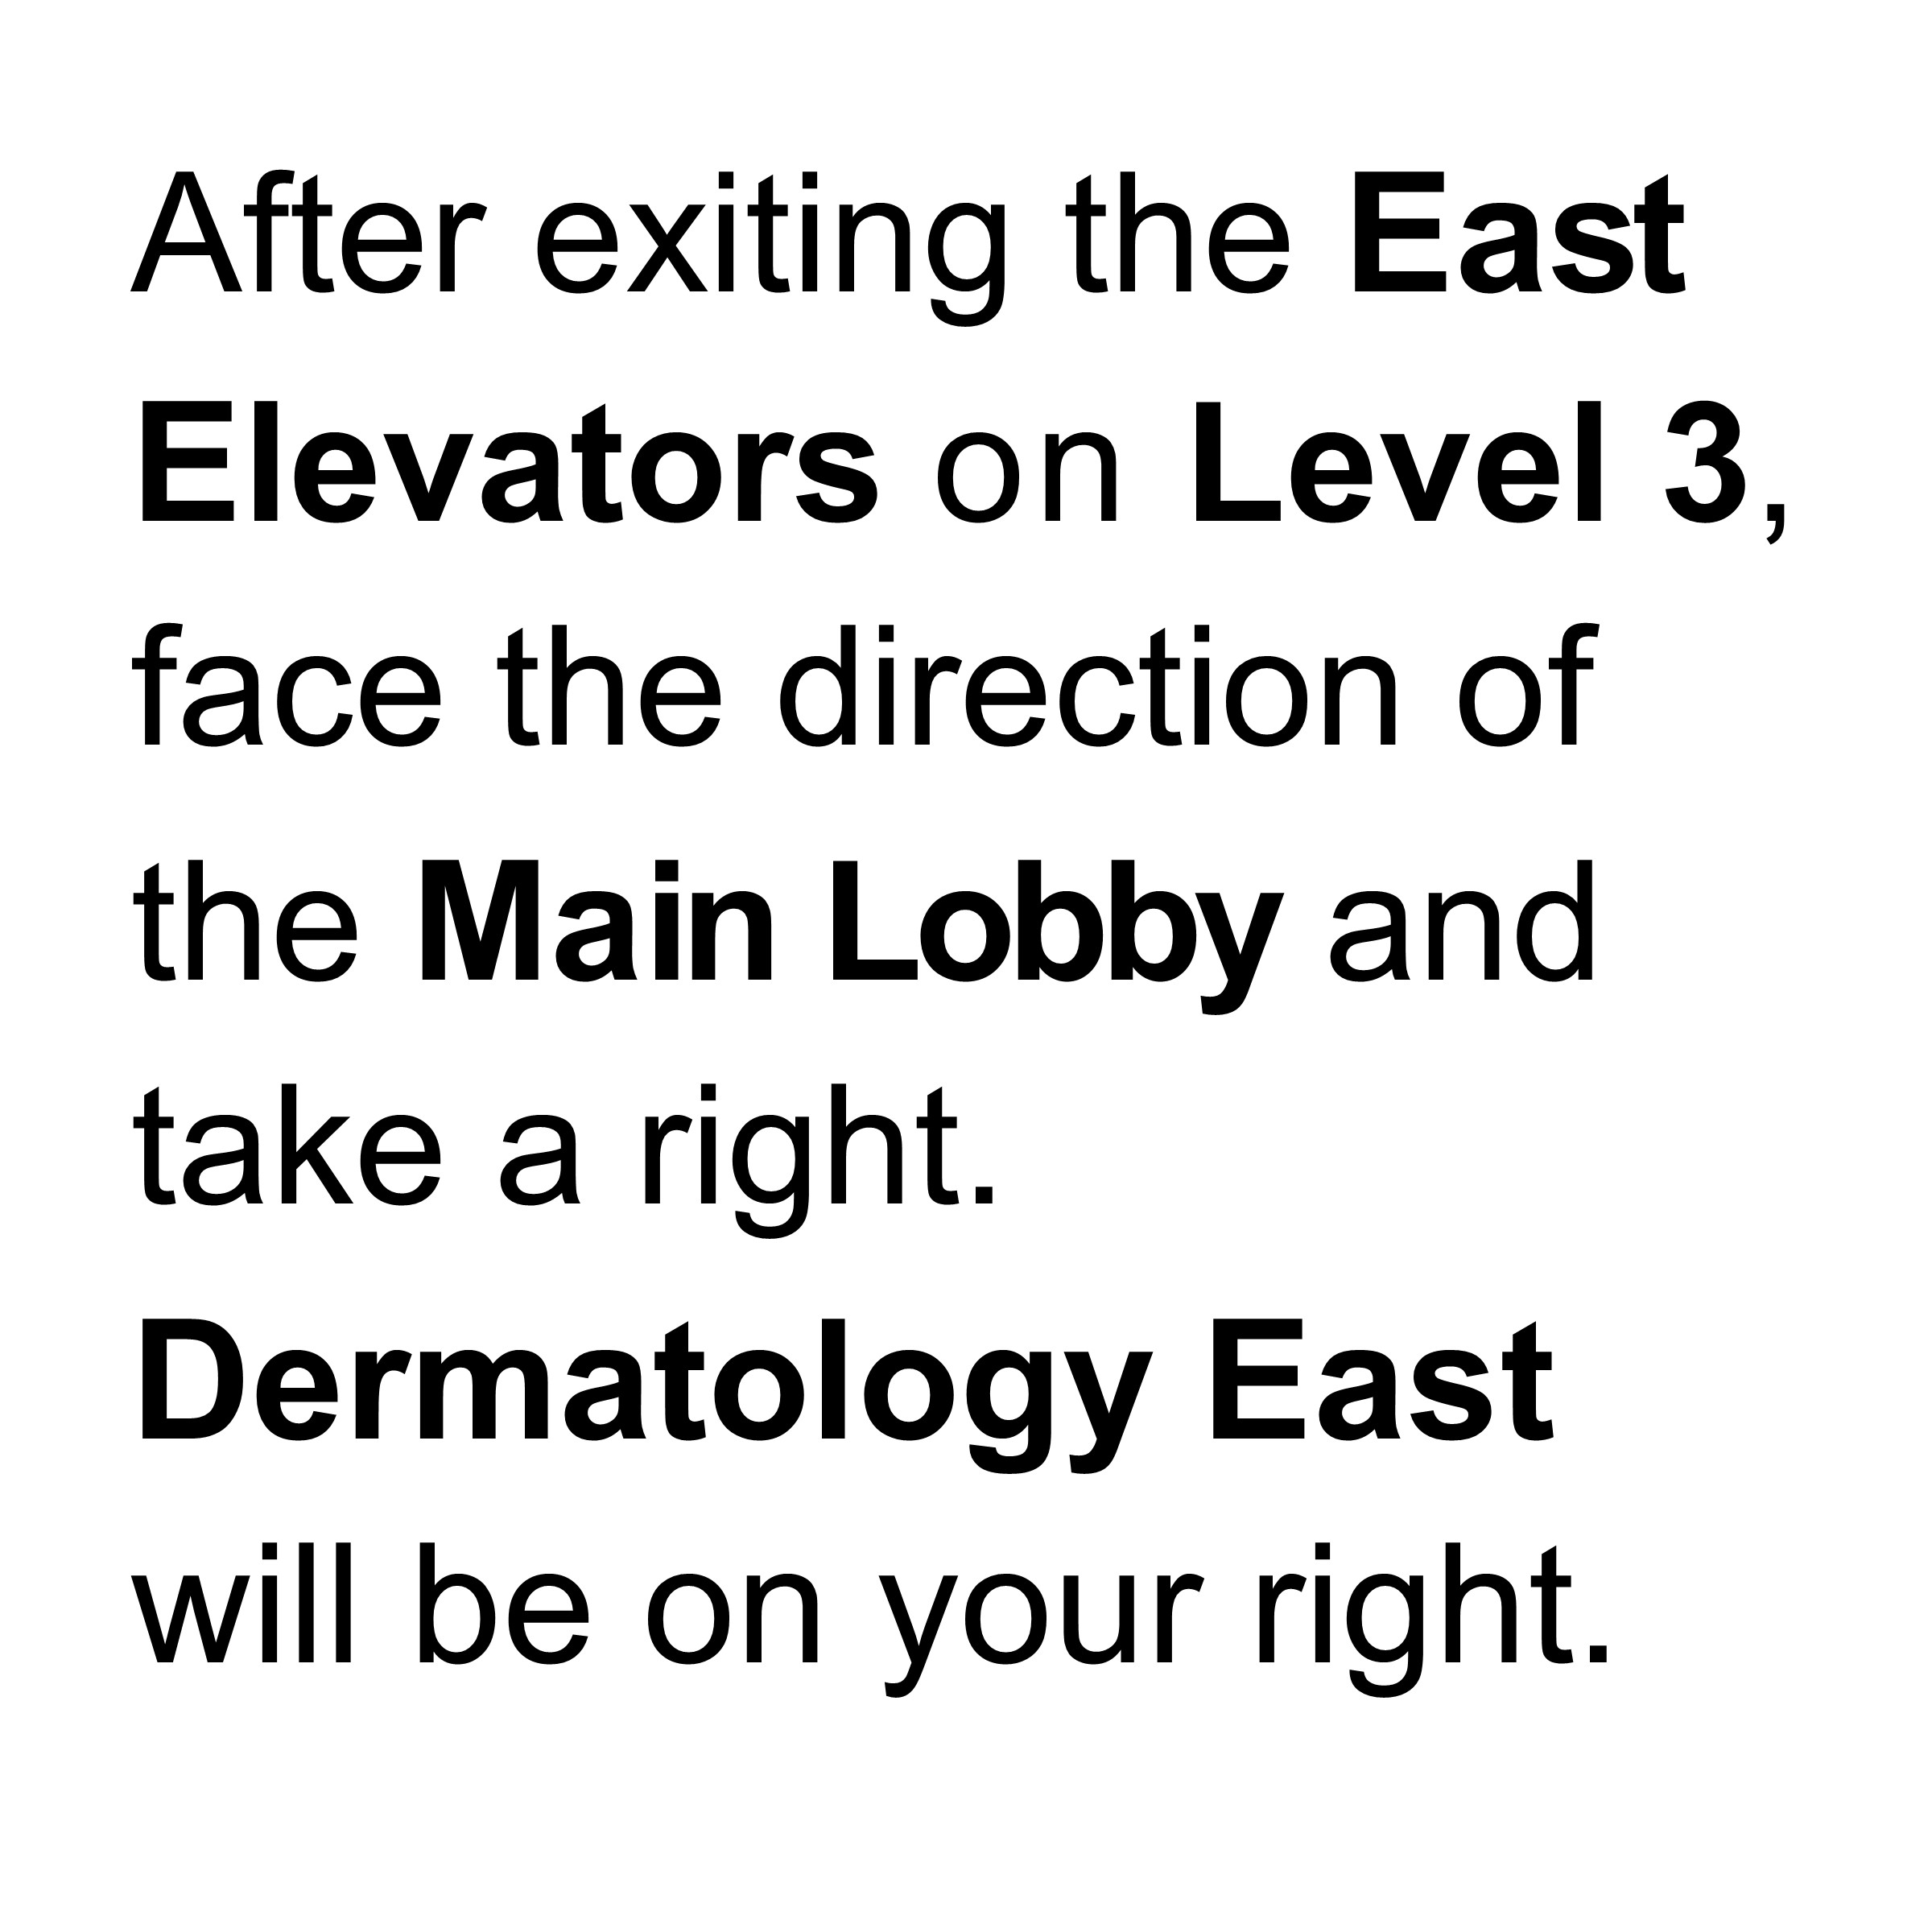 After exiting the East
Elevators on Level 3,
face the direction of
the Main Lobby and
take a right.
Dermatology East
will be on your right.